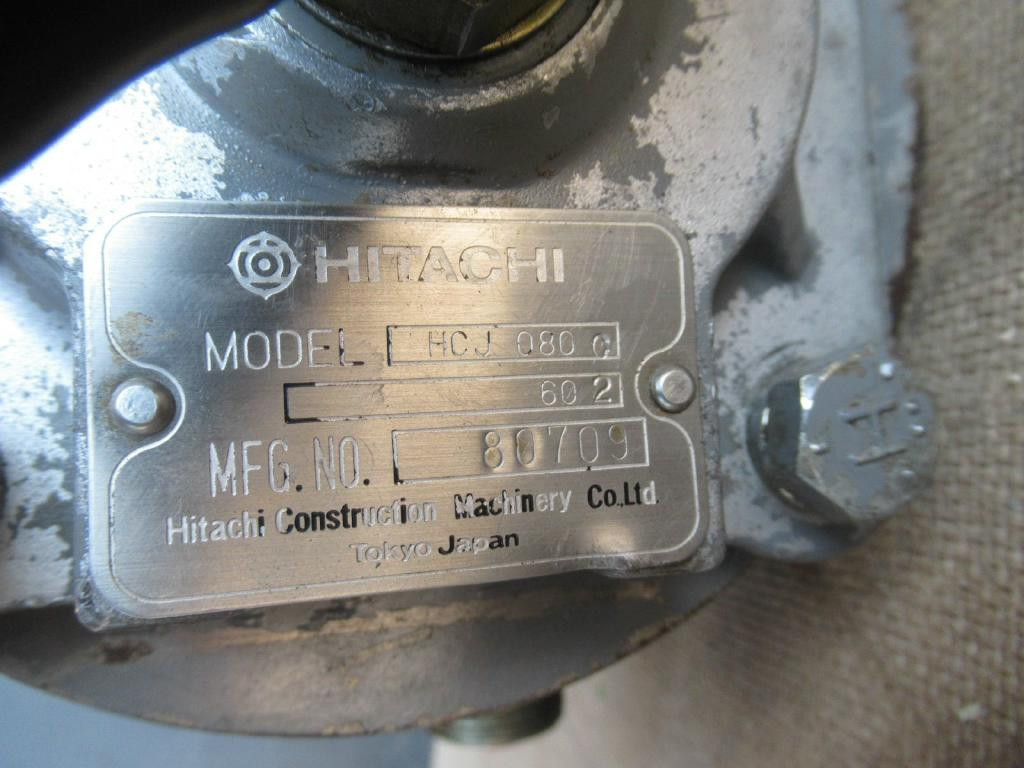 HITACHI
MODEL HCJ 080 C
60 2
MFG. NO. 80709
Hitachi Construction Machinery Co.,Ltd.
Tokyo Japan
H